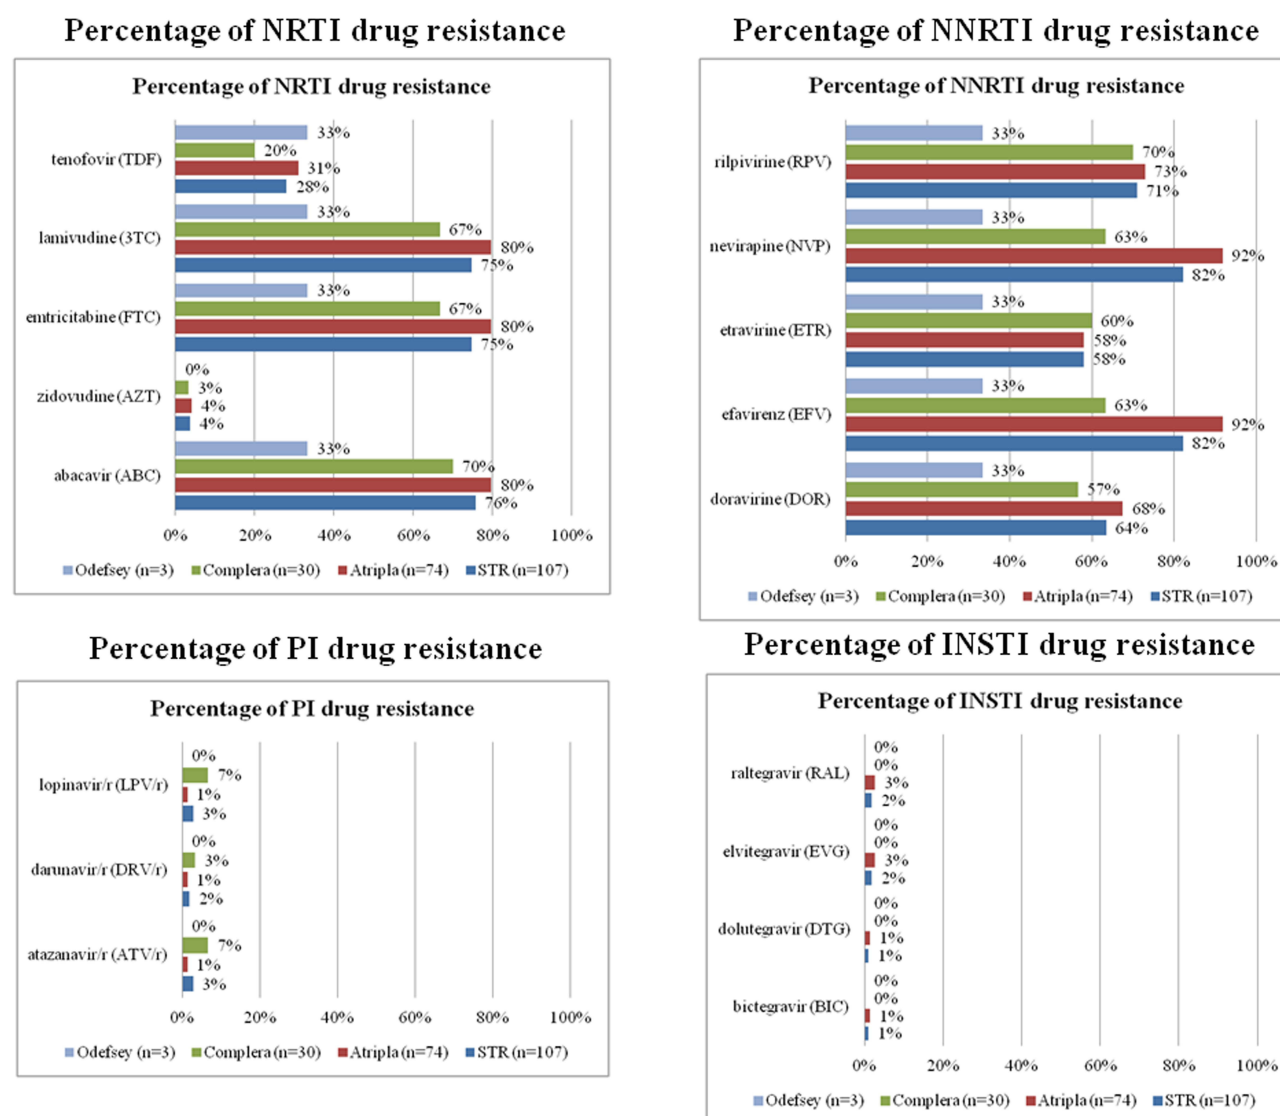 Percentage of NRTI drug resistance
Percentage of NRTI drug resistance
tenofovir (TDF)
33%
20%
31%
28%
lamivudine (3TC)
33%
67%
80%
75%
emtricitabine (FTC)
33%
67%
80%
75%
zidovudine (AZT)
0%
3%
4%
4%
abacavir (ABC)
33%
70%
80%
76%
0% 20% 40% 60% 80% 100%
Odefsey (n=3) Complera (n=30) Atripla (n=74) STR (n=107)
Percentage of NNRTI drug resistance
Percentage of NNRTI drug resistance
rilpivirine (RPV)
33%
70%
73%
71%
nevirapine (NVP)
33%
63%
92%
82%
etravirine (ETR)
33%
60%
58%
58%
efavirenz (EFV)
33%
63%
92%
82%
doravirine (DOR)
33%
57%
68%
64%
0% 20% 40% 60% 80% 100%
Odefsey (n=3) Complera (n=30) Atripla (n=74) STR (n=107)
Percentage of PI drug resistance
Percentage of PI drug resistance
lopinavir/r (LPV/r)
0%
7%
1%
3%
darunavir/r (DRV/r)
0%
3%
1%
2%
atazanavir/r (ATV/r)
0%
7%
1%
3%
0% 20% 40% 60% 80% 100%
Odefsey (n=3) Complera (n=30) Atripla (n=74) STR (n=107)
Percentage of INSTI drug resistance
Percentage of INSTI drug resistance
raltegravir (RAL)
0%
0%
3%
2%
elvitegravir (EVG)
0%
0%
3%
2%
dolutegravir (DTG)
0%
0%
1%
1%
bictegravir (BIC)
0%
0%
1%
1%
0% 20% 40% 60% 80% 100%
Odefsey (n=3) Complera (n=30) Atripla (n=74) STR (n=107)